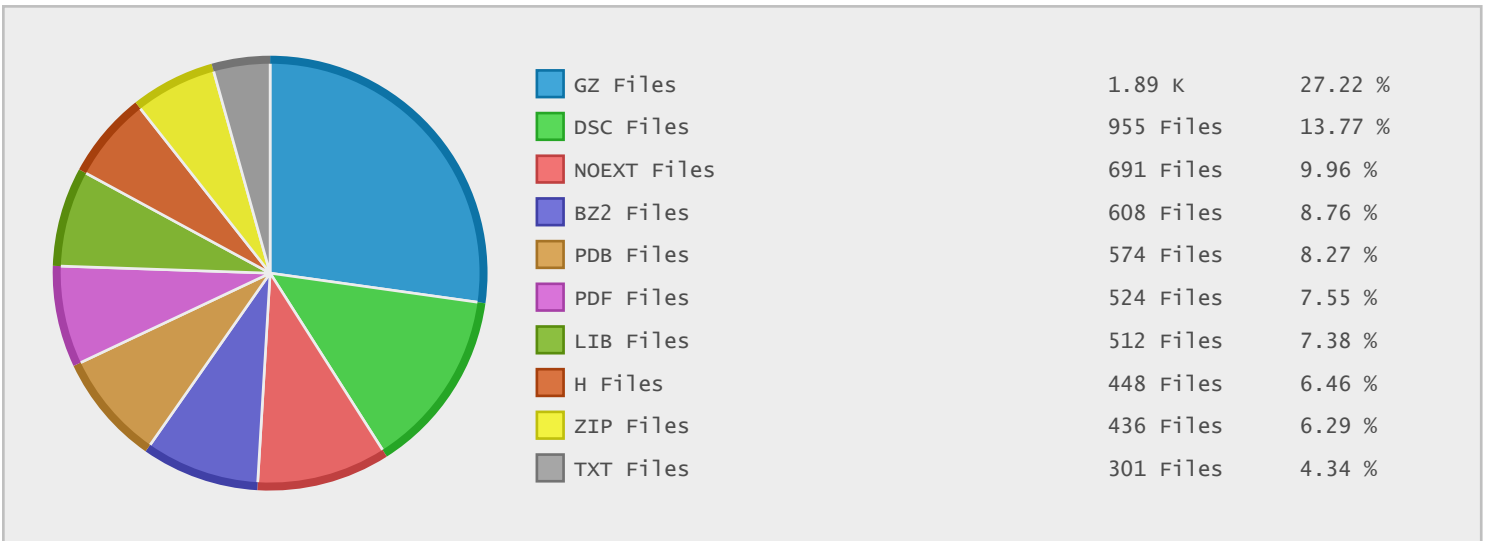 GZ Files 1.89 K 27.22 %
DSC Files 955 Files 13.77 %
NOEXT Files 691 Files 9.96 %
BZ2 Files 608 Files 8.76 %
PDB Files 574 Files 8.27 %
PDF Files 524 Files 7.55 %
LIB Files 512 Files 7.38 %
H Files 448 Files 6.46 %
ZIP Files 436 Files 6.29 %
TXT Files 301 Files 4.34 %